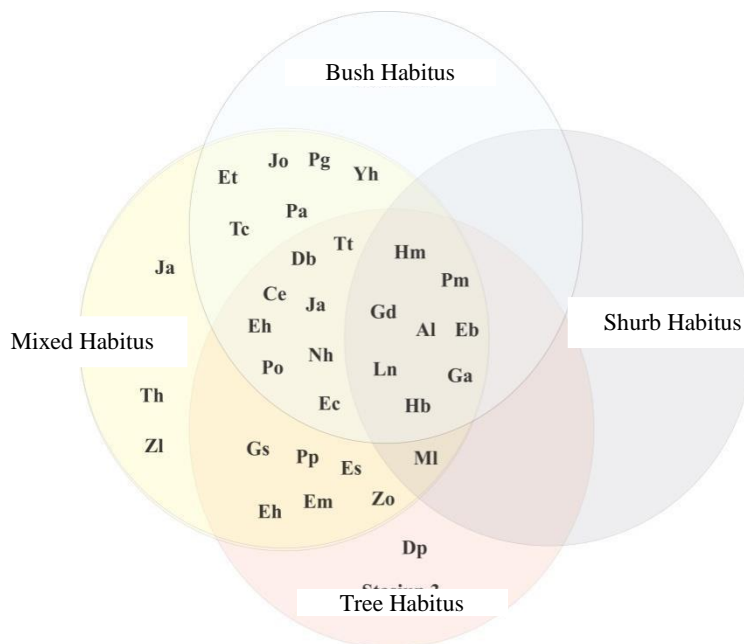 Bush Habitus
Jo Pg
Et Yh
Pa
Tc
Tt
Db Hm
Ja
Pm
Ce Ja
Gd
Shurb Habitus
Eh Al Eb
Mixed Habitus
Nh
Po Ln
Ga
Th
Ec Hb
Zl
Gs
Pp Ml
Es
Em Zo
Eh
Dp
Tree Habitus